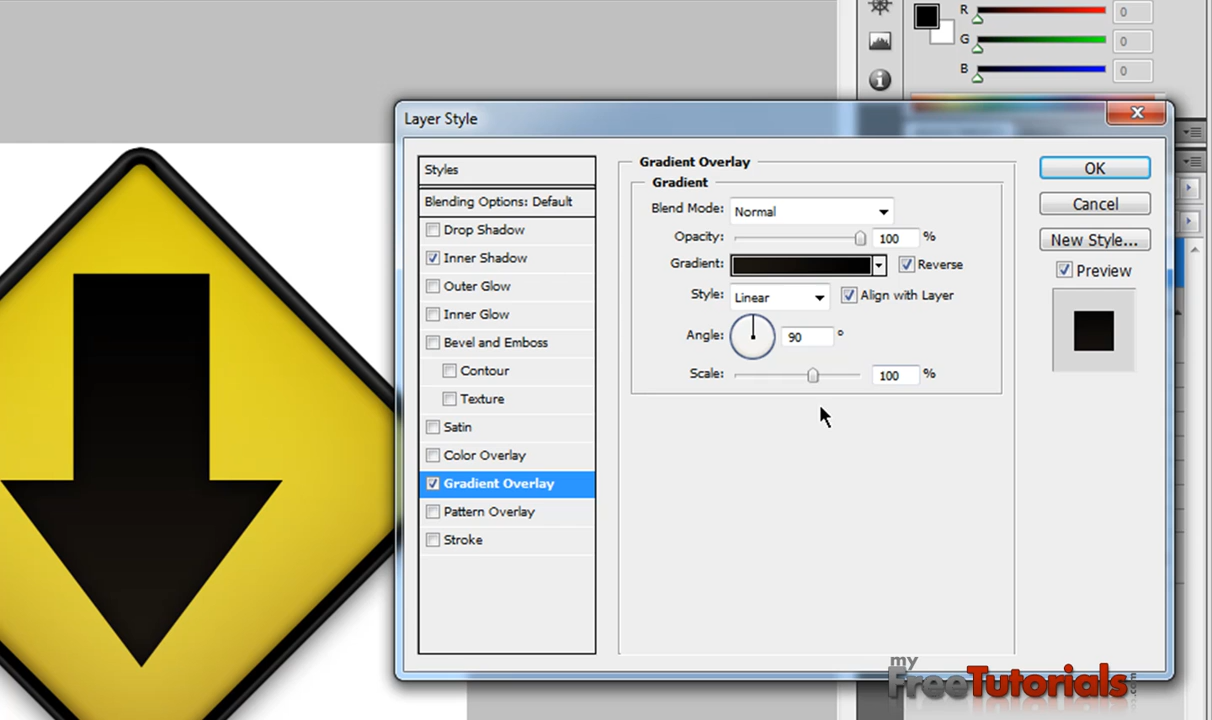 R 0
G 0
B 0
Layer Style
Styles
Blending Options: Default
Drop Shadow
Inner Shadow
Outer Glow
Inner Glow
Bevel and Emboss
Contour
Texture
Satin
Color Overlay
Gradient Overlay
Pattern Overlay
Stroke
Gradient Overlay
Gradient
Blend Mode: Normal
Opacity: 100 %
Gradient: Reverse
Style: Linear Align with Layer
Angle: 90 °
Scale: 100 %
OK
Cancel
New Style...
Preview
my
FreeTutorials.com